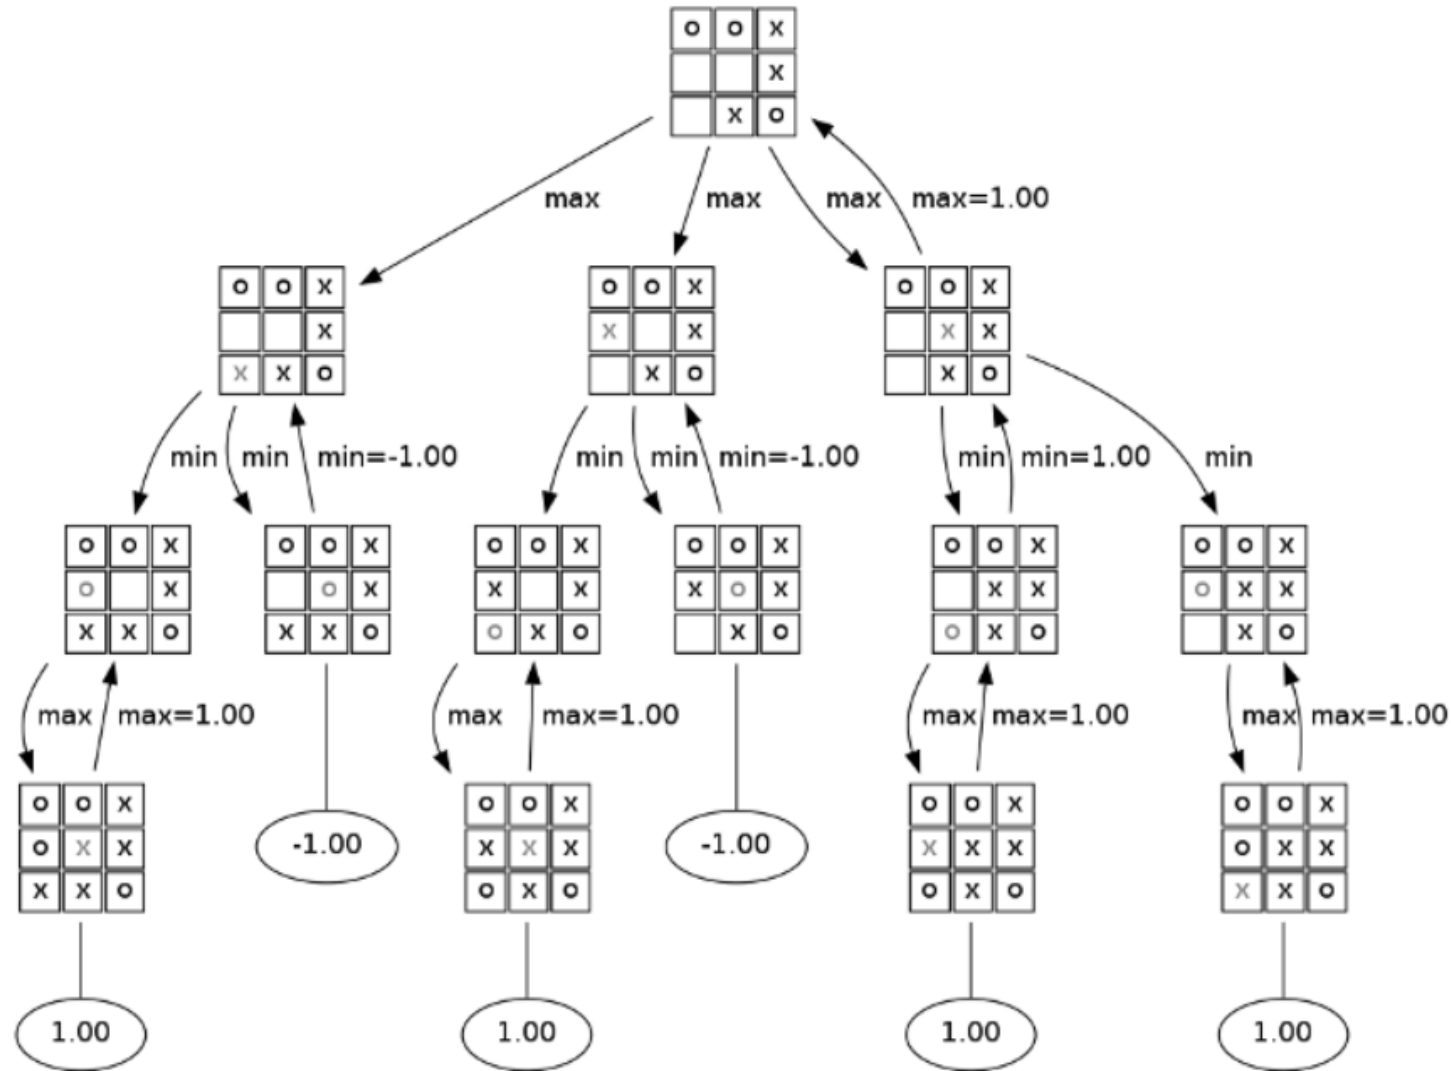 O O X
X
X O
max max max max=1.00
O O X O O X O O X
X X X X X
X X O X O X O
min min min=-1.00 min min min=-1.00 min min=1.00 min
O O X O O X O O X O O X O O X O O X
O X O X X X X O X X X O X X
X X O X X O O X O X O O X O X O
max max=1.00 max max=1.00 max max=1.00 max max=1.00
O O X O O X O O X O O X
O X X X X X X X X O X X
X X O O X O O X O X X O
-1.00 -1.00
1.00 1.00 1.00 1.00